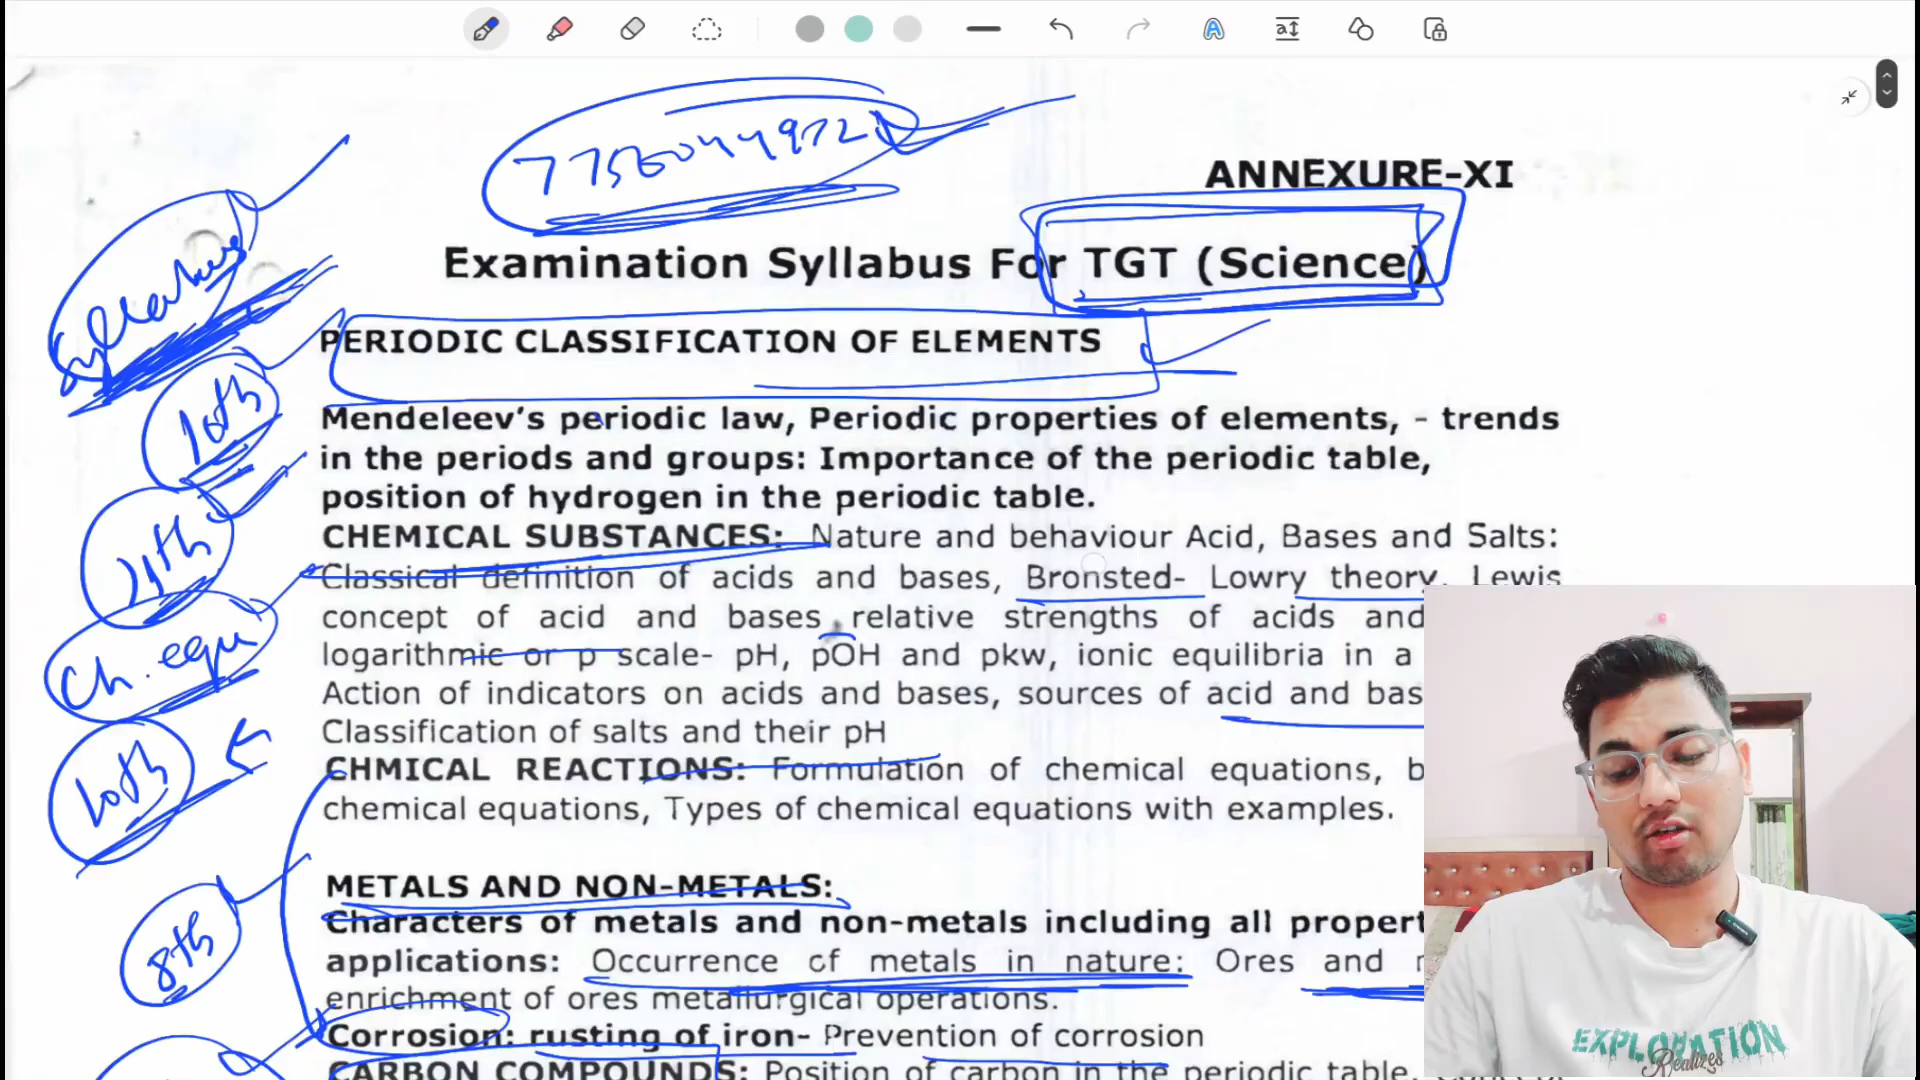 7756044972
ANNEXURE-XI
Examination Syllabus For TGT (Science)
syllabus
PERIODIC CLASSIFICATION OF ELEMENTS
10th
Mendeleev's periodic law, Periodic properties of elements, - trends
in the periods and groups: Importance of the periodic table,
position of hydrogen in the periodic table.
11th
CHEMICAL SUBSTANCES: Nature and behaviour Acid, Bases and Salts:
Classical definition of acids and bases, Bronsted- Lowry theory, Lewis
concept of acid and bases relative strengths of acids and
ch. equ
logarithmic or p scale- pH, pOH and pkw, ionic equilibria in a
Action of indicators on acids and bases, sources of acid and bas
Classification of salts and their pH
10th
CHMICAL REACTIONS: Formulation of chemical equations, b
chemical equations, Types of chemical equations with examples.
METALS AND NON-METALS:
8th
Characters of metals and non-metals including all propert
applications: Occurrence of metals in nature: Ores and
enrichment of ores metallurgical operations.
Corrosion: rusting of iron- Prevention of corrosion
CARBON COMPOUNDS: Position of carbon in the periodic table,
EXPLORATION
Realizes